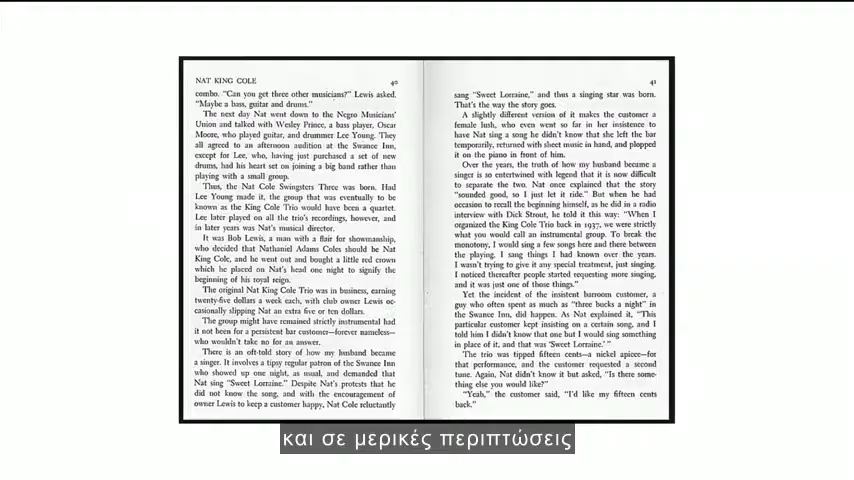 NAT KING COLE 40
combo. "Can you get three other musicians?" Lewis asked.
"Maybe a bass, guitar and drums."
The next day Nat went down to the Negro Musicians'
Union and talked with Wesley Prince, a bass player, Oscar
Moore, who played guitar, and drummer Lee Young. They
all agreed to an afternoon audition at the Swanee Inn,
except for Lee, who, having just purchased a set of new
drums, had his heart set on joining a big band rather than
playing with a small group.
Thus, the Nat Cole Swingsters Three was born. Had
Lee Young made it, the group that was eventually to be
known as the King Cole Trio would have been a quartet.
Lee later played on all the trio's recordings, however, and
in later years was Nat's musical director.
It was Bob Lewis, a man with a flair for showmanship,
who decided that Nathaniel Adams Coles should be Nat
King Cole, and he went out and bought a little red crown
which he placed on Nat's head one night to signify the
beginning of his royal reign.
The original Nat King Cole Trio was in business, earning
twenty-five dollars a week each, with club owner Lewis oc-
casionally slipping Nat an extra five or ten dollars.
The group might have remained strictly instrumental had
it not been for a persistent bar customer—forever nameless—
who wouldn't take no for an answer.
There is an oft-told story of how my husband became
a singer. It involves a tipsy regular patron of the Swanee Inn
who showed up one night, as usual, and demanded that
Nat sing "Sweet Lorraine." Despite Nat's protests that he
did not know the song, and with the encouragement of
owner Lewis to keep a customer happy, Nat Cole reluctantly
41
sang "Sweet Lorraine," and thus a singing star was born.
That's the way the story goes.
A slightly different version of it makes the customer a
female lush, who even went so far in her insistence to
have Nat sing a song he didn't know that she left the bar
temporarily, returned with sheet music in hand, and plopped
it on the piano in front of him.
Over the years, the truth of how my husband became a
singer is so entertwined with legend that it is now difficult
to separate the two. Nat once explained that the story
"sounded good, so I just let it ride." But when he had
occasion to recall the beginning himself, as he did in a radio
interview with Dick Strout, he told it this way: "When I
organized the King Cole Trio back in 1937, we were strictly
what you would call an instrumental group. To break the
monotony, I would sing a few songs here and there between
the playing. I sang things I had known over the years.
I wasn't trying to give it any special treatment, just singing.
I noticed thereafter people started requesting more singing,
and it was just one of those things."
Yet the incident of the insistent barroom customer, a
guy who often spent as much as "three bucks a night" in
the Swanee Inn, did happen. As Nat explained it, "This
particular customer kept insisting on a certain song, and I
told him I didn't know that one but I would sing something
in place of it, and that was 'Sweet Lorraine.' "
The trio was tipped fifteen cents—a nickel apiece—for
that performance, and the customer requested a second
tune. Again, Nat didn't know it but asked, "Is there some-
thing else you would like?"
"Yeah," the customer said, "I'd like my fifteen cents
back."
και σε μερικές περιπτώσεις